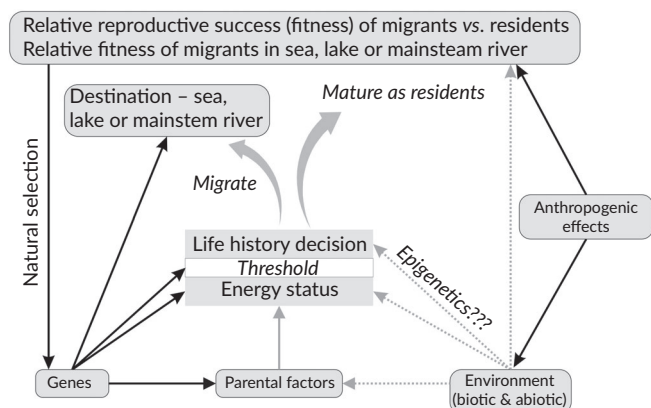 Relative reproductive success (fitness) of migrants vs. residents
Relative fitness of migrants in sea, lake or mainsteam river
Destination – sea,
lake or mainstem river
Mature as residents
Migrate
Natural selection
Anthropogenic
effects
Life history decision
Threshold
Energy status
Epigenetics???
Genes
Parental factors
Environment
(biotic & abiotic)